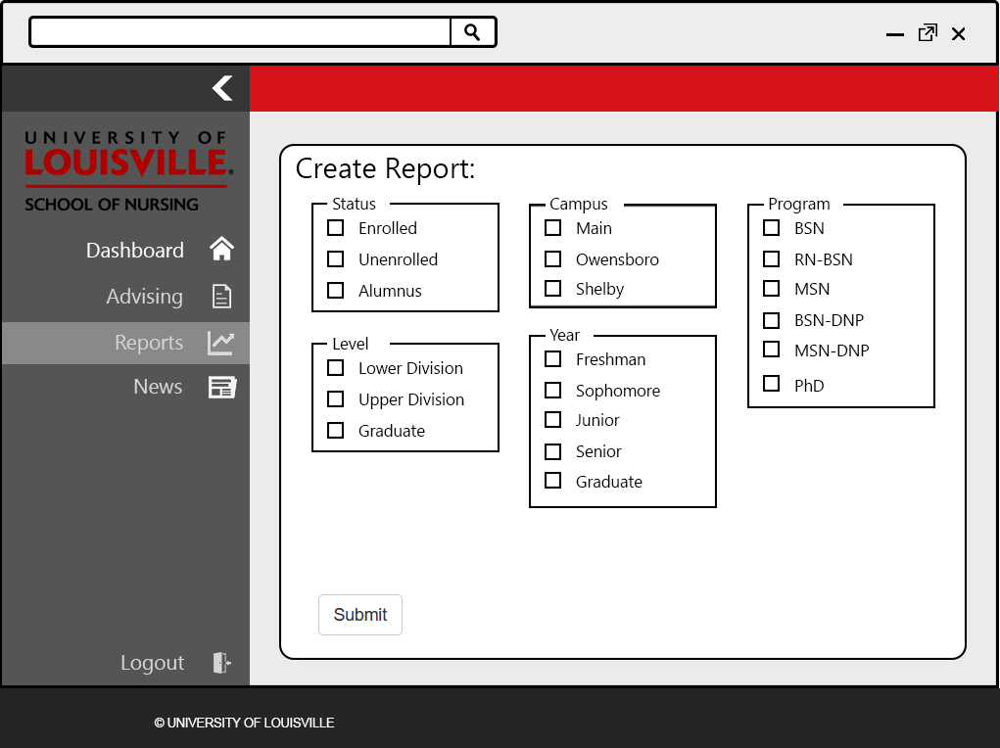 UNIVERSITY OF
LOUISVILLE.
SCHOOL OF NURSING
Dashboard
Advising
Reports
News
Logout
Create Report:
Status
Enrolled
Unenrolled
Alumnus
Level
Lower Division
Upper Division
Graduate
Campus
Main
Owensboro
Shelby
Year
Freshman
Sophomore
Junior
Senior
Graduate
Program
BSN
RN-BSN
MSN
BSN-DNP
MSN-DNP
PhD
Submit
© UNIVERSITY OF LOUISVILLE